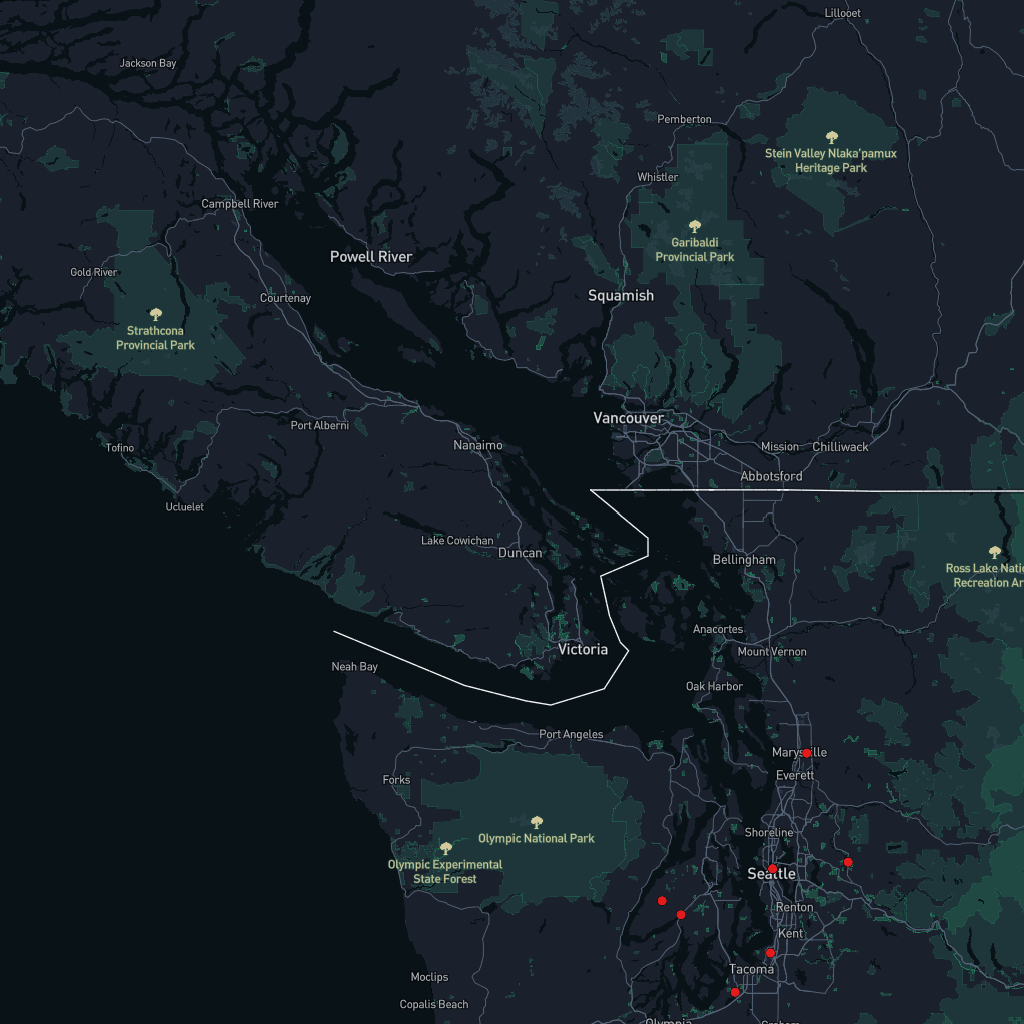 Lillooet
Jackson Bay
Pemberton
Stein Valley Nlaka'pamux
Heritage Park
Whistler
Campbell River
Garibaldi
Provincial Park
Powell River
Gold River
Squamish
Courtenay
Strathcona
Provincial Park
Vancouver
Port Alberni
Tofino
Nanaimo
Mission
Chilliwack
Abbotsford
Ucluelet
Lake Cowichan
Duncan
Bellingham
Ross Lake Natio
Recreation Ar
Anacortes
Victoria
Mount Vernon
Neah Bay
Oak Harbor
Port Angeles
Marysville
Everett
Forks
Shoreline
Olympic National Park
Olympic Experimental
State Forest
Seattle
Renton
Kent
Tacoma
Moclips
Copalis Beach
Olympia